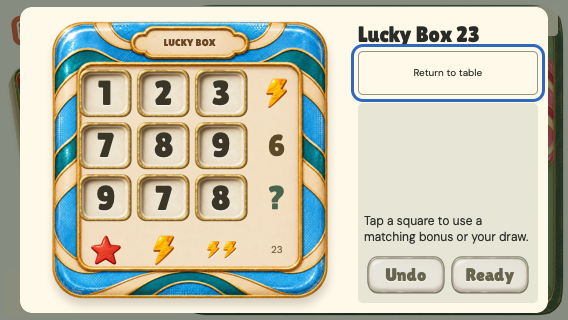 LUCKY BOX
1 2 3
7 8 9 6
9 7 8 ?
23
Lucky Box 23
Return to table
Tap a square to use a
matching bonus or your draw.
Undo Ready